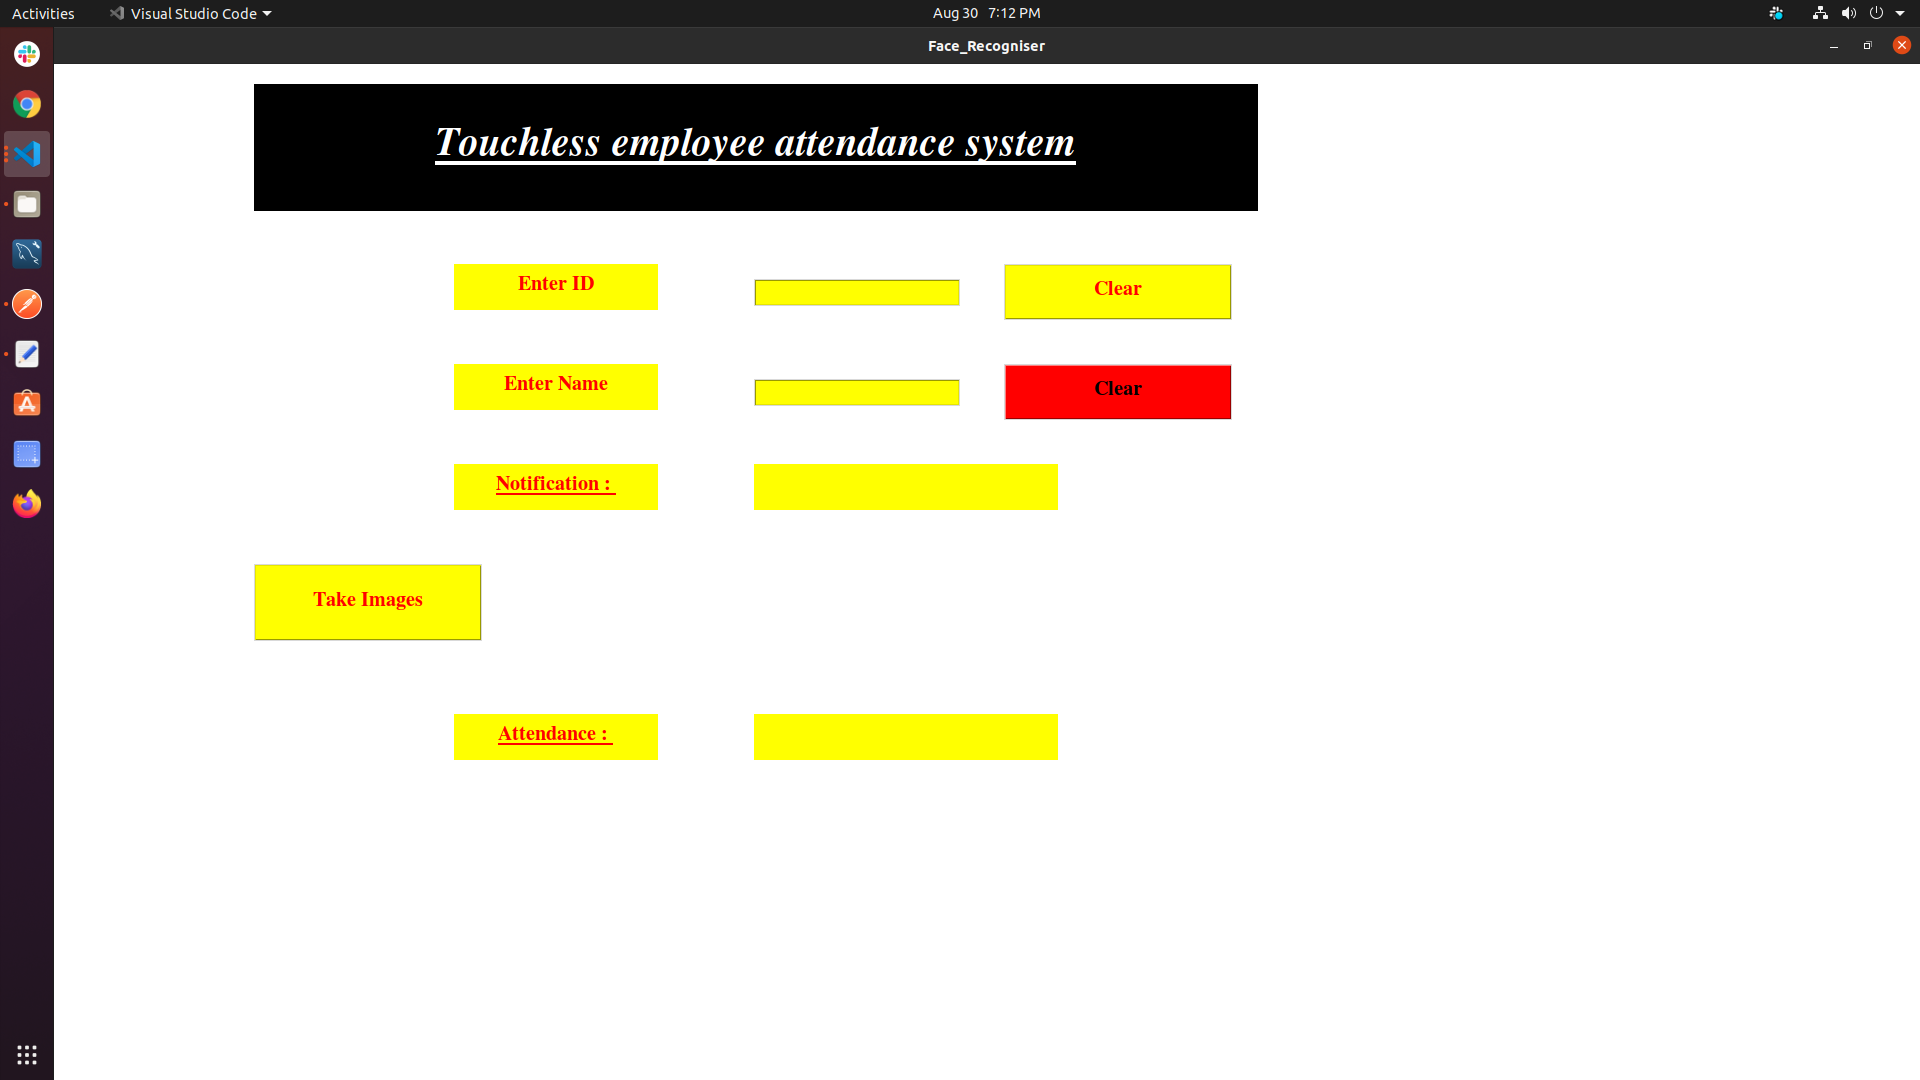 Activities Visual Studio Code Aug 30 7:12 PM
Face_Recogniser
Touchless employee attendance system
Enter ID Clear
Enter Name Clear
Notification :
Take Images
Attendance :